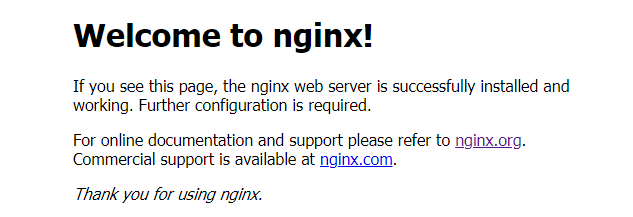 Welcome to nginx!
If you see this page, the nginx web server is successfully installed and
working. Further configuration is required.
For online documentation and support please refer to nginx.org.
Commercial support is available at nginx.com.
Thank you for using nginx.